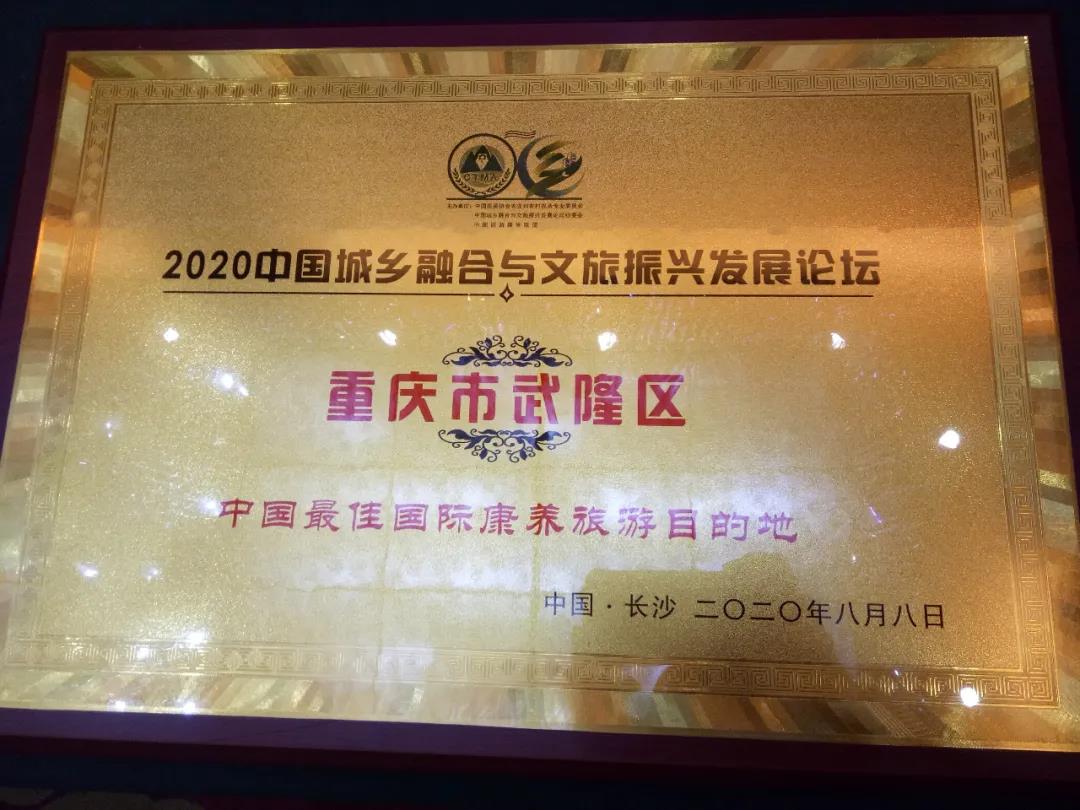 CTMA
2020中国城乡融合与文旅振兴发展论坛
重庆市武隆区
中国最佳国际康养旅游目的地
中国·长沙 二〇二〇年八月八日